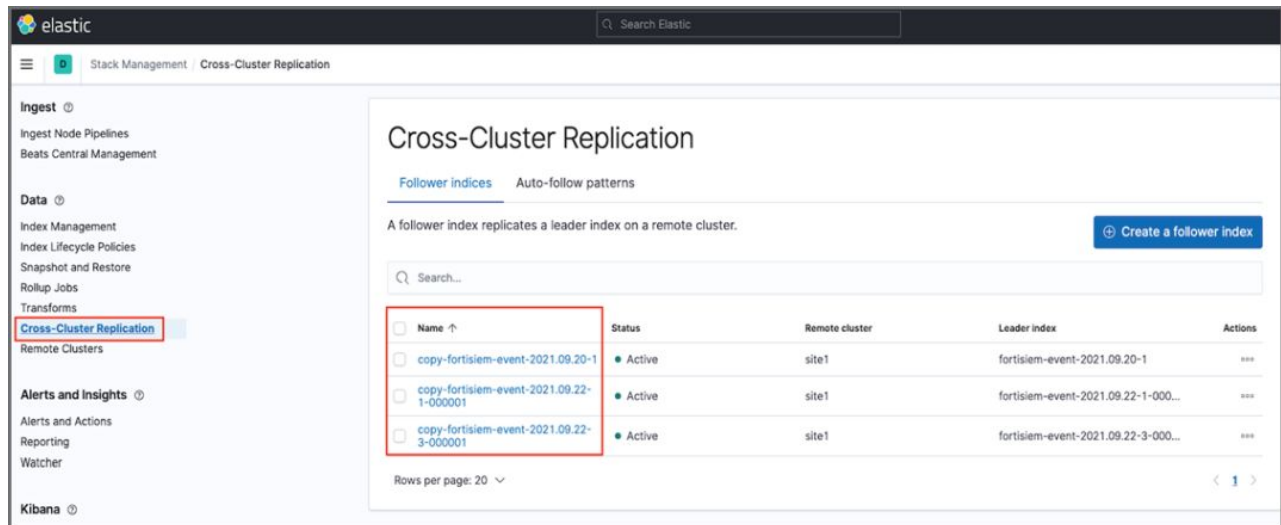 elastic
Search Elastic
D
Stack Management / Cross-Cluster Replication
Ingest
Ingest Node Pipelines
Beats Central Management
Data
Index Management
Index Lifecycle Policies
Snapshot and Restore
Rollup Jobs
Transforms
Cross-Cluster Replication
Remote Clusters
Alerts and Insights
Alerts and Actions
Reporting
Watcher
Kibana
Cross-Cluster Replication
Follower indices Auto-follow patterns
A follower index replicates a leader index on a remote cluster.
Create a follower index
Search...
Name Status Remote cluster Leader index Actions
copy-fortisiem-event-2021.09.20-1 Active site1 fortisiem-event-2021.09.20-1
copy-fortisiem-event-2021.09.22-
1-000001 Active site1 fortisiem-event-2021.09.22-1-000...
copy-fortisiem-event-2021.09.22-
3-000001 Active site1 fortisiem-event-2021.09.22-3-000...
Rows per page: 20 < 1 >